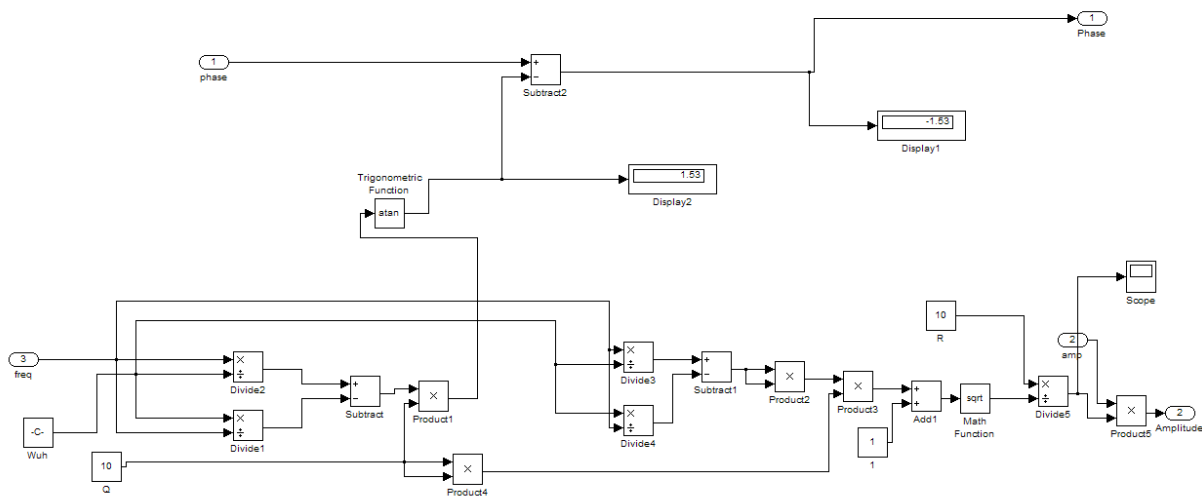 1
Phase
1
phase
+
−
Subtract2
-1.53
Display1
Trigonometric
Function
atan
1.53
Display2
Scope
10
R
2
amp
3
freq
×
÷
Divide2
×
÷
Divide1
+
−
Subtract
×
Product1
×
÷
Divide3
×
÷
Divide4
+
−
Subtract1
×
Product2
×
Product3
+
+
Add1
sqrt
Math
Function
×
÷
Divide5
×
Product5
2
Amplitude
-C-
Wuh
10
Q
×
Product4
1
1